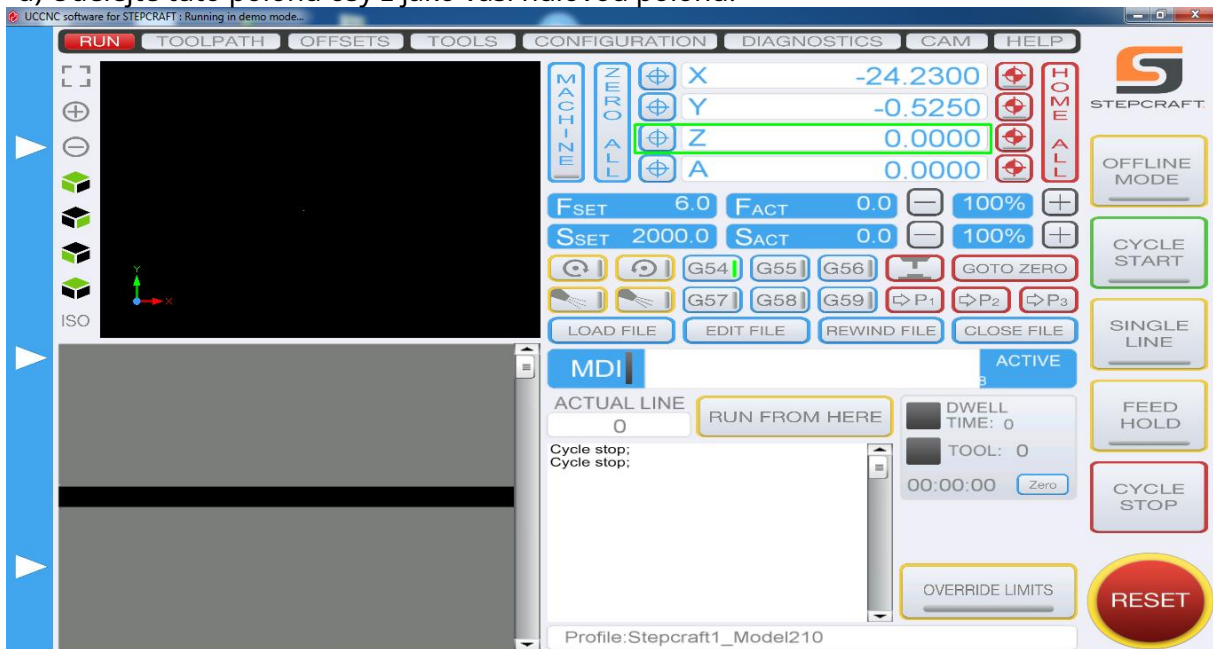 UCCNC software for STEPCRAFT : Running in demo mode...
RUN TOOLPATH OFFSETS TOOLS CONFIGURATION DIAGNOSTICS CAM HELP
MACHINE
ZERO ALL
X -24.2300
Y -0.5250
Z 0.0000
A 0.0000
HOME ALL
FSET 6.0 FACT 0.0 100%
SSET 2000.0 SACT 0.0 100%
G54 G55 G56 GOTO ZERO
G57 G58 G59 P1 P2 P3
LOAD FILE EDIT FILE REWIND FILE CLOSE FILE
MDI ACTIVE
ACTUAL LINE
0
RUN FROM HERE
DWELL
TIME: 0
TOOL: 0
00:00:00 Zero
Cycle stop;
Cycle stop;
OVERRIDE LIMITS
Profile:Stepcraft1_Model210
Y
X
ISO
S
STEPCRAFT
OFFLINE
MODE
CYCLE
START
SINGLE
LINE
FEED
HOLD
CYCLE
STOP
RESET